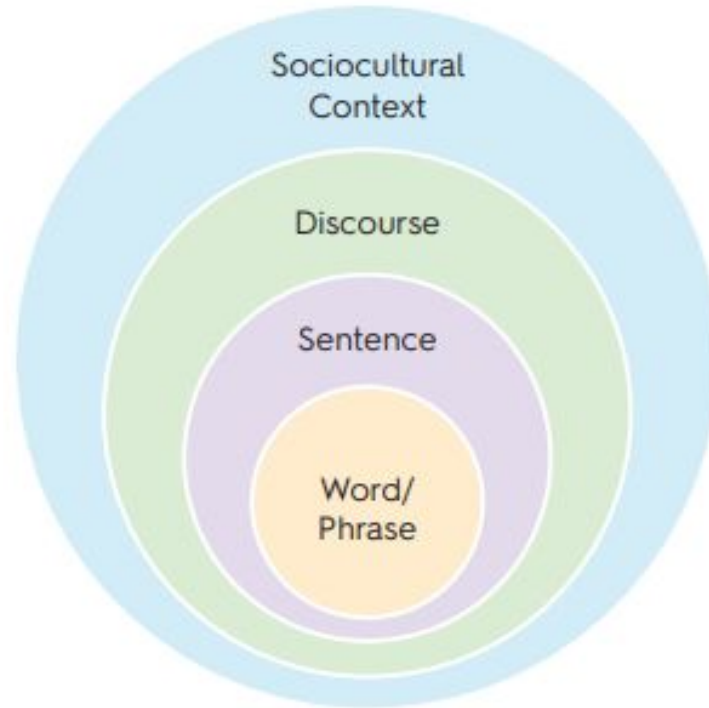 Sociocultural
Context
Discourse
Sentence
Word/
Phrase